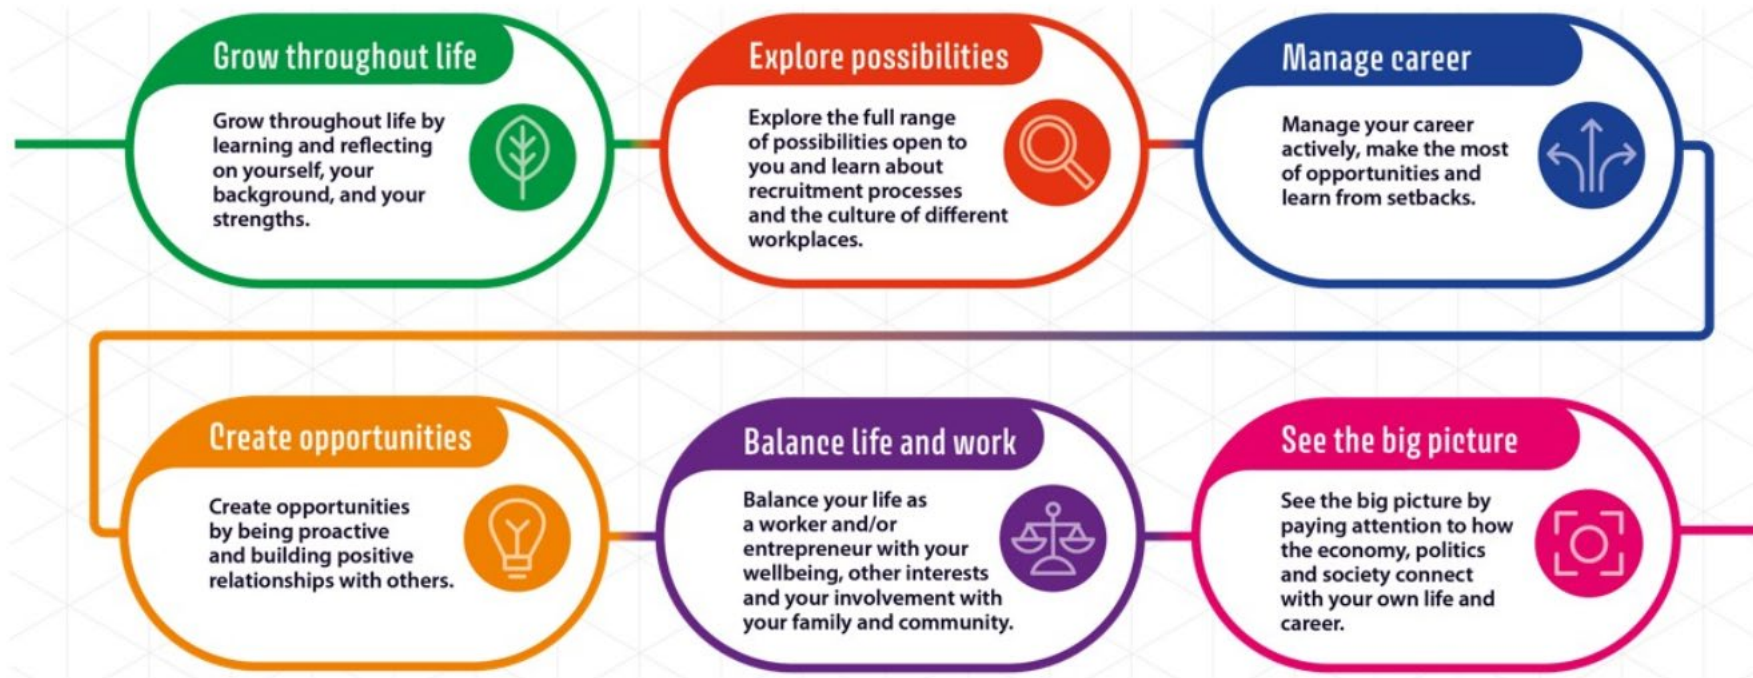 Grow throughout life
Grow throughout life by
learning and reflecting
on yourself, your
background, and your
strengths.
Explore possibilities
Explore the full range
of possibilities open to
you and learn about
recruitment processes
and the culture of different
workplaces.
Manage career
Manage your career
actively, make the most
of opportunities and
learn from setbacks.
Create opportunities
Create opportunities
by being proactive
and building positive
relationships with others.
Balance life and work
Balance your life as
a worker and/or
entrepreneur with your
wellbeing, other interests
and your involvement with
your family and community.
See the big picture
See the big picture by
paying attention to how
the economy, politics
and society connect
with your own life and
career.